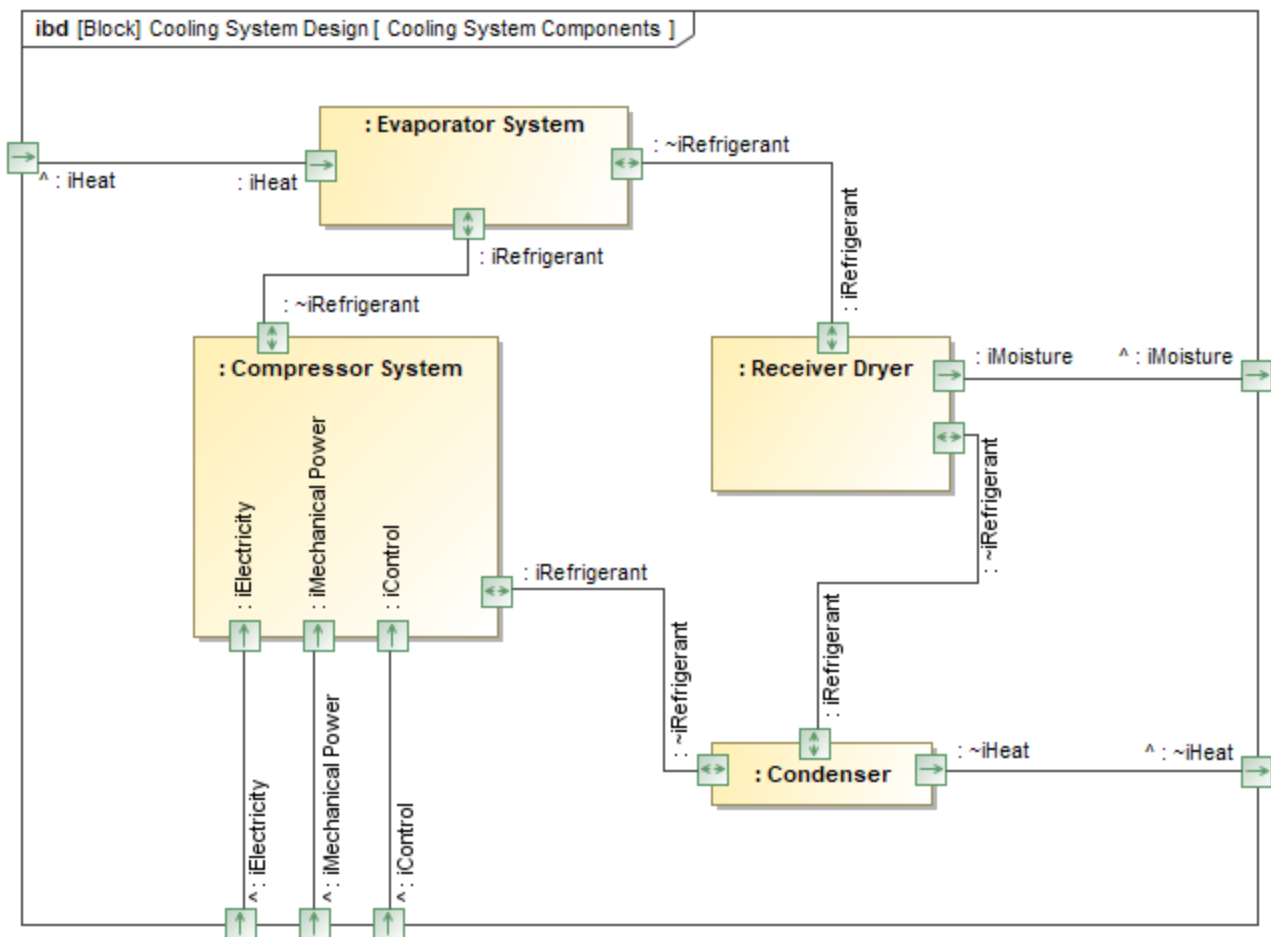 ibd [Block] Cooling System Design [ Cooling System Components ]
: Evaporator System
: ~iRefrigerant
^ : iHeat
: iHeat
: iRefrigerant
: iRefrigerant
: ~iRefrigerant
: Compressor System
: Receiver Dryer
: iMoisture
^ : iMoisture
: iElectricity
: iMechanical Power
: iControl
: ~iRefrigerant
: iRefrigerant
: ~iRefrigerant
: iRefrigerant
: Condenser
: ~iHeat
^ : ~iHeat
^ : iElectricity
^ : iMechanical Power
^ : iControl